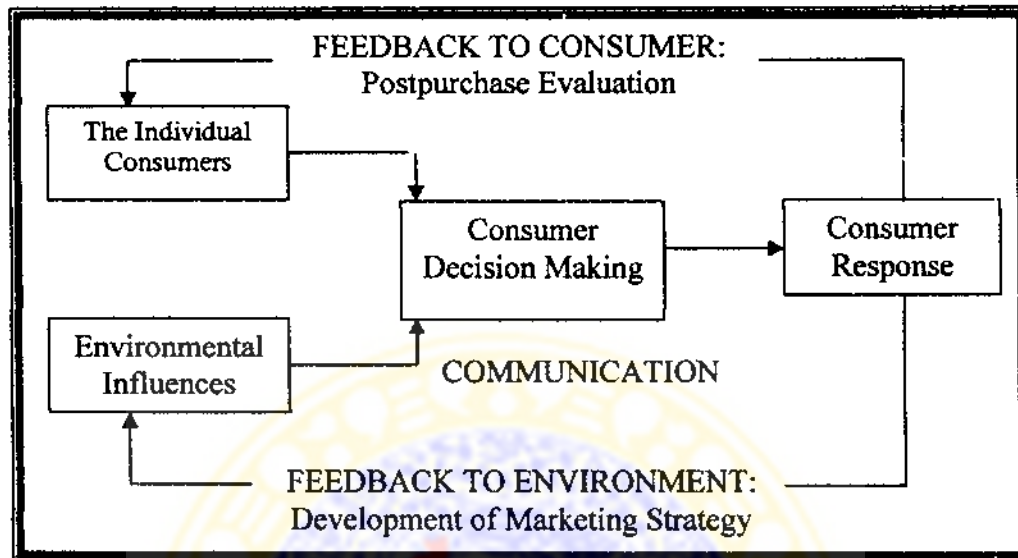 FEEDBACK TO CONSUMER:
Postpurchase Evaluation
The Individual
Consumers
Consumer
Decision Making
Consumer
Response
Environmental
Influences
COMMUNICATION
FEEDBACK TO ENVIRONMENT:
Development of Marketing Strategy